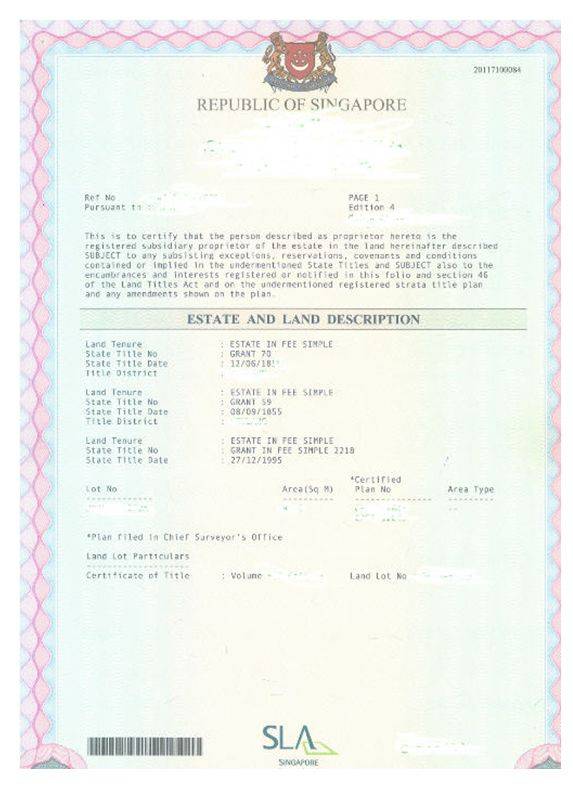 20117100084
REPUBLIC OF SINGAPORE
Ref No
PAGE 1
Pursuant to
Edition 4
This is to certify that the person described as proprietor hereto is the
registered subsidiary proprietor of the estate in the land hereinafter described
SUBJECT to any subsisting exceptions, reservations, covenants and conditions
contained or implied in the undermentioned State Titles and SUBJECT also to the
encumbrances and interests registered or notified in this folio and section 46
of the Land Titles Act and on the undermentioned registered strata title plan
and any amendments shown on the plan.
ESTATE AND LAND DESCRIPTION
Land Tenure : ESTATE IN FEE SIMPLE
State Title No : GRANT 70
State Title Date : 12/06/18
Title District :
Land Tenure : ESTATE IN FEE SIMPLE
State Title No : GRANT 59
State Title Date : 08/09/1855
Title District :
Land Tenure : ESTATE IN FEE SIMPLE
State Title No : GRANT IN FEE SIMPLE 2218
State Title Date : 27/12/1995
Lot No Area(Sq M) *Certified Plan No Area Type
*Plan filed in Chief Surveyor's Office
Land Lot Particulars
Certificate of Title : Volume Land Lot No
SLA
SINGAPORE